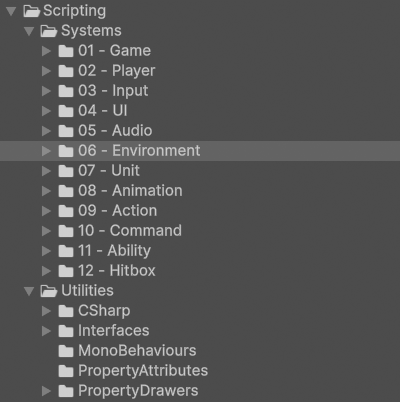 Scripting
Systems
01 - Game
02 - Player
03 - Input
04 - UI
05 - Audio
06 - Environment
07 - Unit
08 - Animation
09 - Action
10 - Command
11 - Ability
12 - Hitbox
Utilities
CSharp
Interfaces
MonoBehaviours
PropertyAttributes
PropertyDrawers